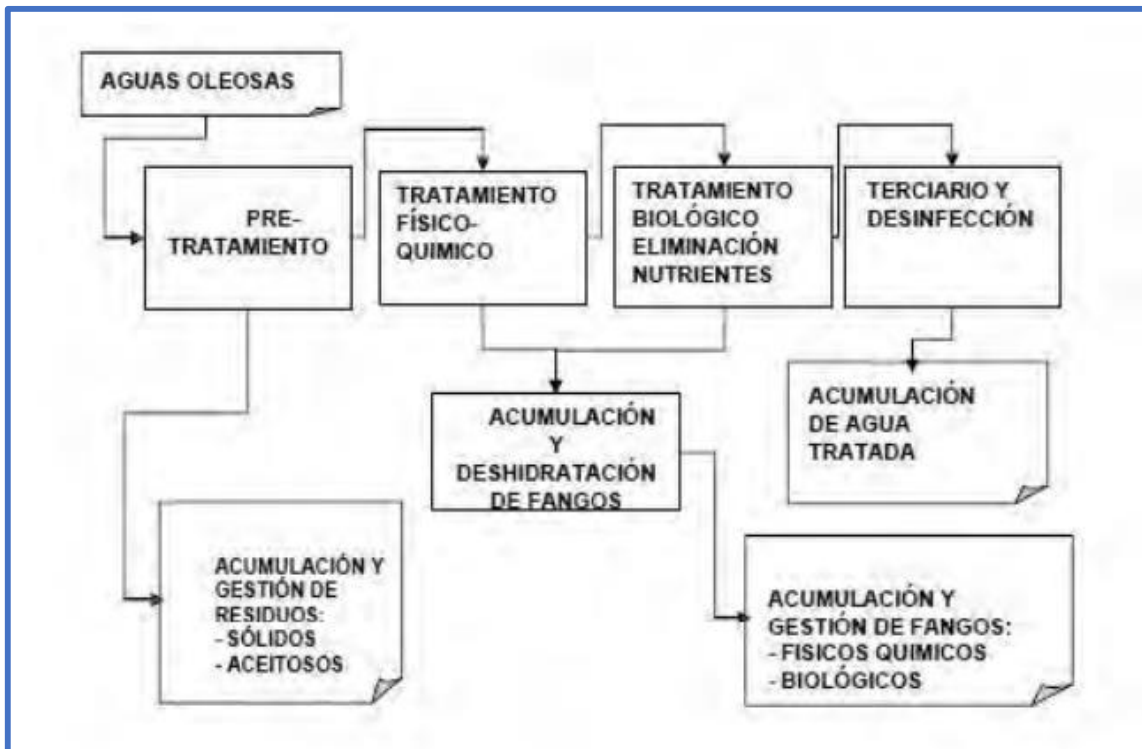 AGUAS OLEOSAS
PRE-
TRATAMIENTO
TRATAMIENTO
FÍSICO-
QUIMICO
TRATAMIENTO
BIOLÓGICO
ELIMINACIÓN
NUTRIENTES
TERCIARIO Y
DESINFECCIÓN
ACUMULACIÓN
Y
DESHIDRATACIÓN
DE FANGOS
ACUMULACIÓN
DE AGUA
TRATADA
ACUMULACIÓN Y
GESTIÓN DE
RESIDUOS:
- SÓLIDOS
- ACEITOSOS
ACUMULACIÓN Y
GESTIÓN DE FANGOS:
- FISICOS QUIMICOS
- BIOLÓGICOS